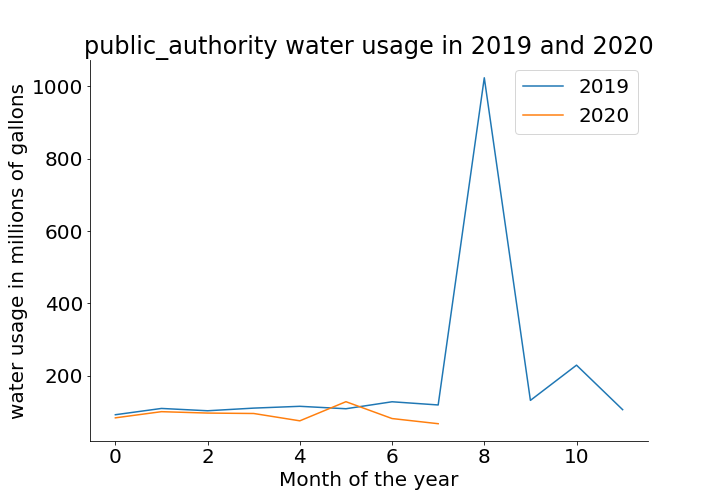 public_authority water usage in 2019 and 2020
water usage in millions of gallons
1000
800
600
400
200
2019
2020
0 2 4 6 8 10
Month of the year